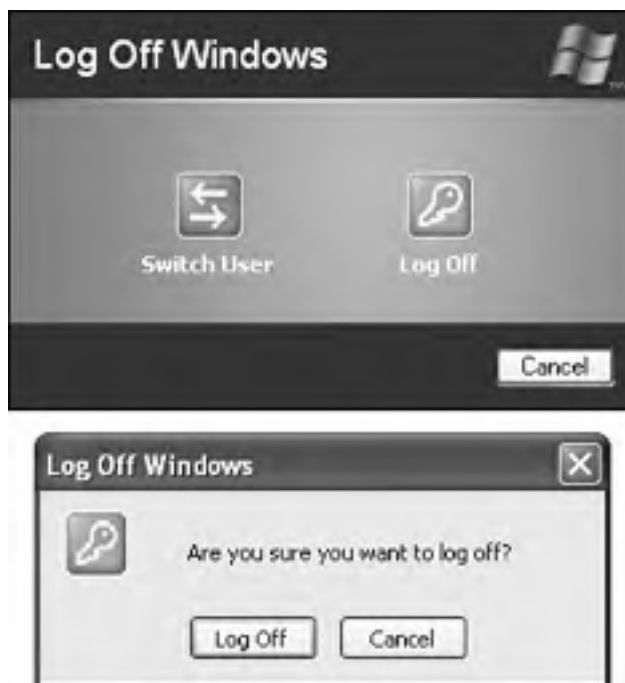 Log Off Windows
Switch User Log Off
Cancel
Log Off Windows
Are you sure you want to log off?
Log Off Cancel